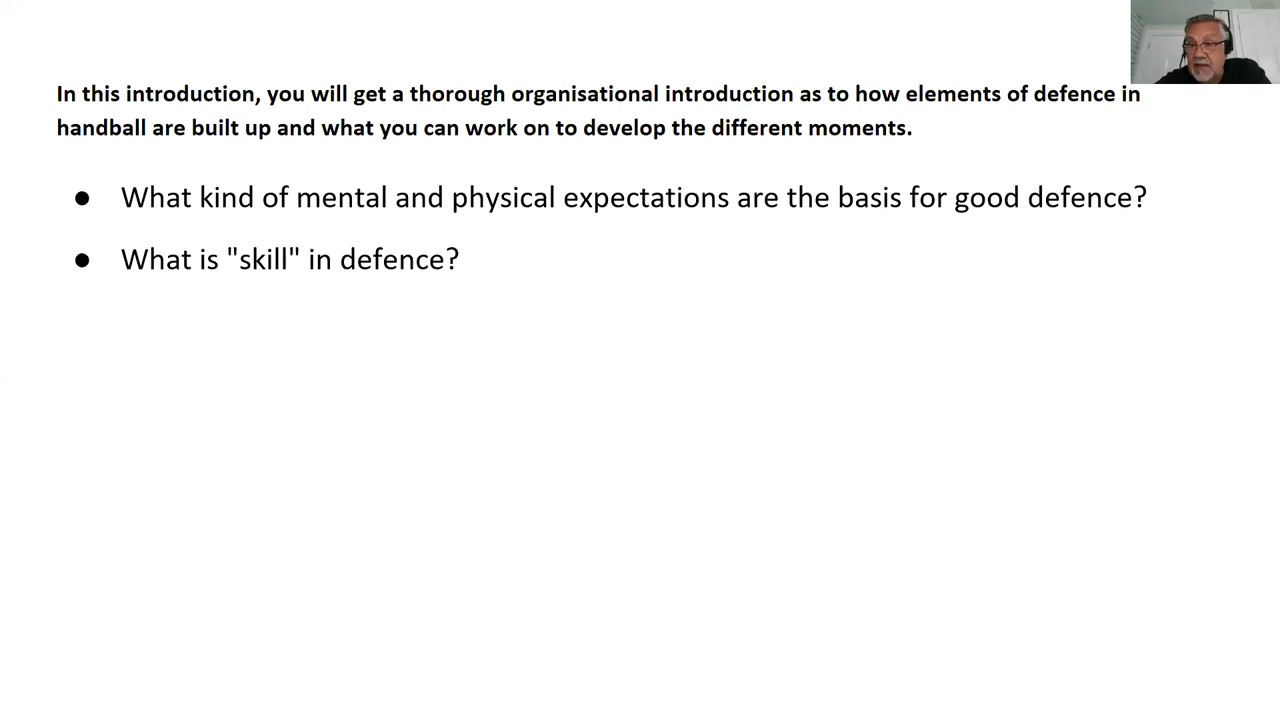 In this introduction, you will get a thorough organisational introduction as to how elements of defence in
handball are built up and what you can work on to develop the different moments.
● What kind of mental and physical expectations are the basis for good defence?
● What is "skill" in defence?